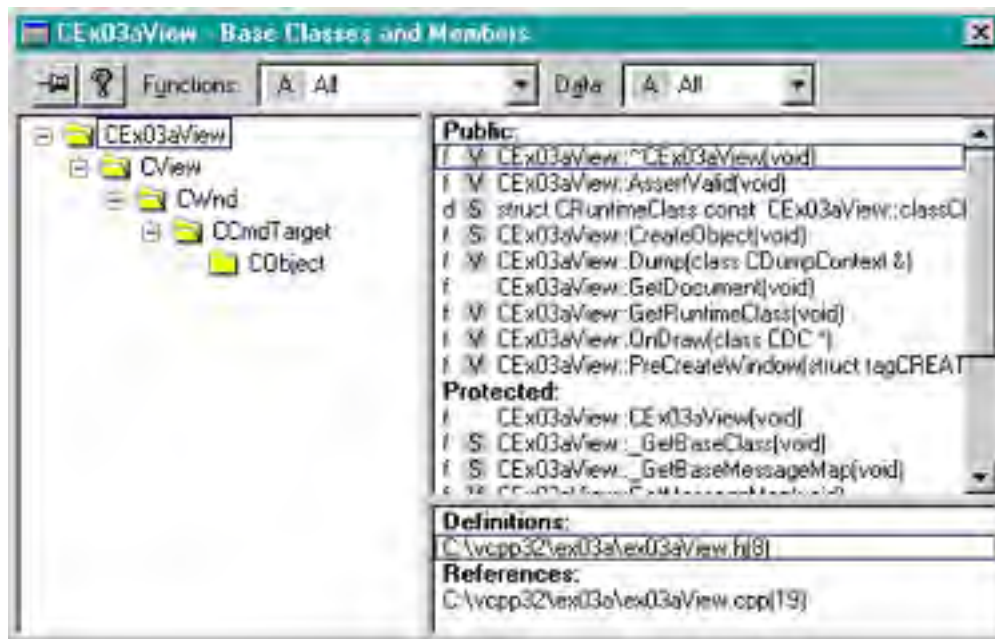 CEx03aView - Base Classes and Members
Functions: A All Data A All
CEx03aView
CView
CWnd
CCmdTarget
CObject
Public:
f V CEx03aView::~CEx03aView(void)
f V CEx03aView::AssertValid(void)
d S struct CRuntimeClass const CEx03aView::classCl
f S CEx03aView::CreateObject(void)
f V CEx03aView::Dump(class CDumpContext &)
f CEx03aView::GetDocument(void)
f V CEx03aView::GetRuntimeClass(void)
f V CEx03aView::OnDraw(class CDC *)
f V CEx03aView::PreCreateWindow(struct tagCREAT
Protected:
f CEx03aView::CEx03aView(void)
f S CEx03aView::_GetBaseClass(void)
f S CEx03aView::_GetBaseMessageMap(void)
Definitions:
C:\vcpp32\ex03a\ex03aView.h(8)
References:
C:\vcpp32\ex03a\ex03aView.cpp(19)